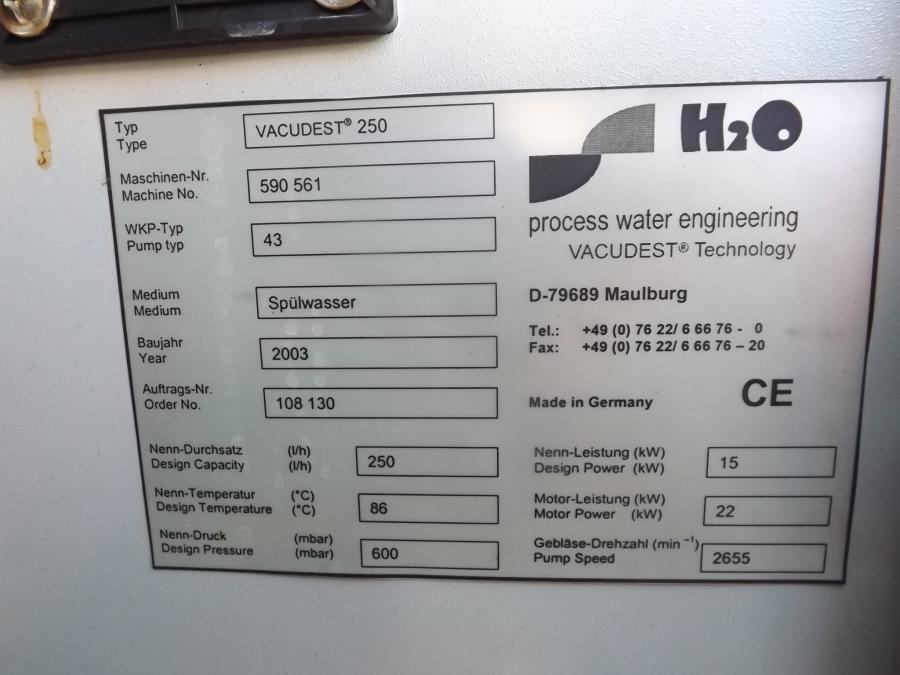 Typ
Type
VACUDEST® 250
Maschinen-Nr.
Machine No.
590 561
WKP-Typ
Pump typ
43
Medium
Medium
Spülwasser
Baujahr
Year
2003
Auftrags-Nr.
Order No.
108 130
Nenn-Durchsatz (l/h)
Design Capacity (l/h)
250
Nenn-Temperatur (°C)
Design Temperature (°C)
86
Nenn-Druck (mbar)
Design Pressure (mbar)
600
H2O
process water engineering
VACUDEST® Technology
D-79689 Maulburg
Tel.: +49 (0) 76 22/ 6 66 76 - 0
Fax: +49 (0) 76 22/ 6 66 76 – 20
Made in Germany
CE
Nenn-Leistung (kW)
Design Power (kW)
15
Motor-Leistung (kW)
Motor Power (kW)
22
Gebläse-Drehzahl (min ⁻¹)
Pump Speed
2655